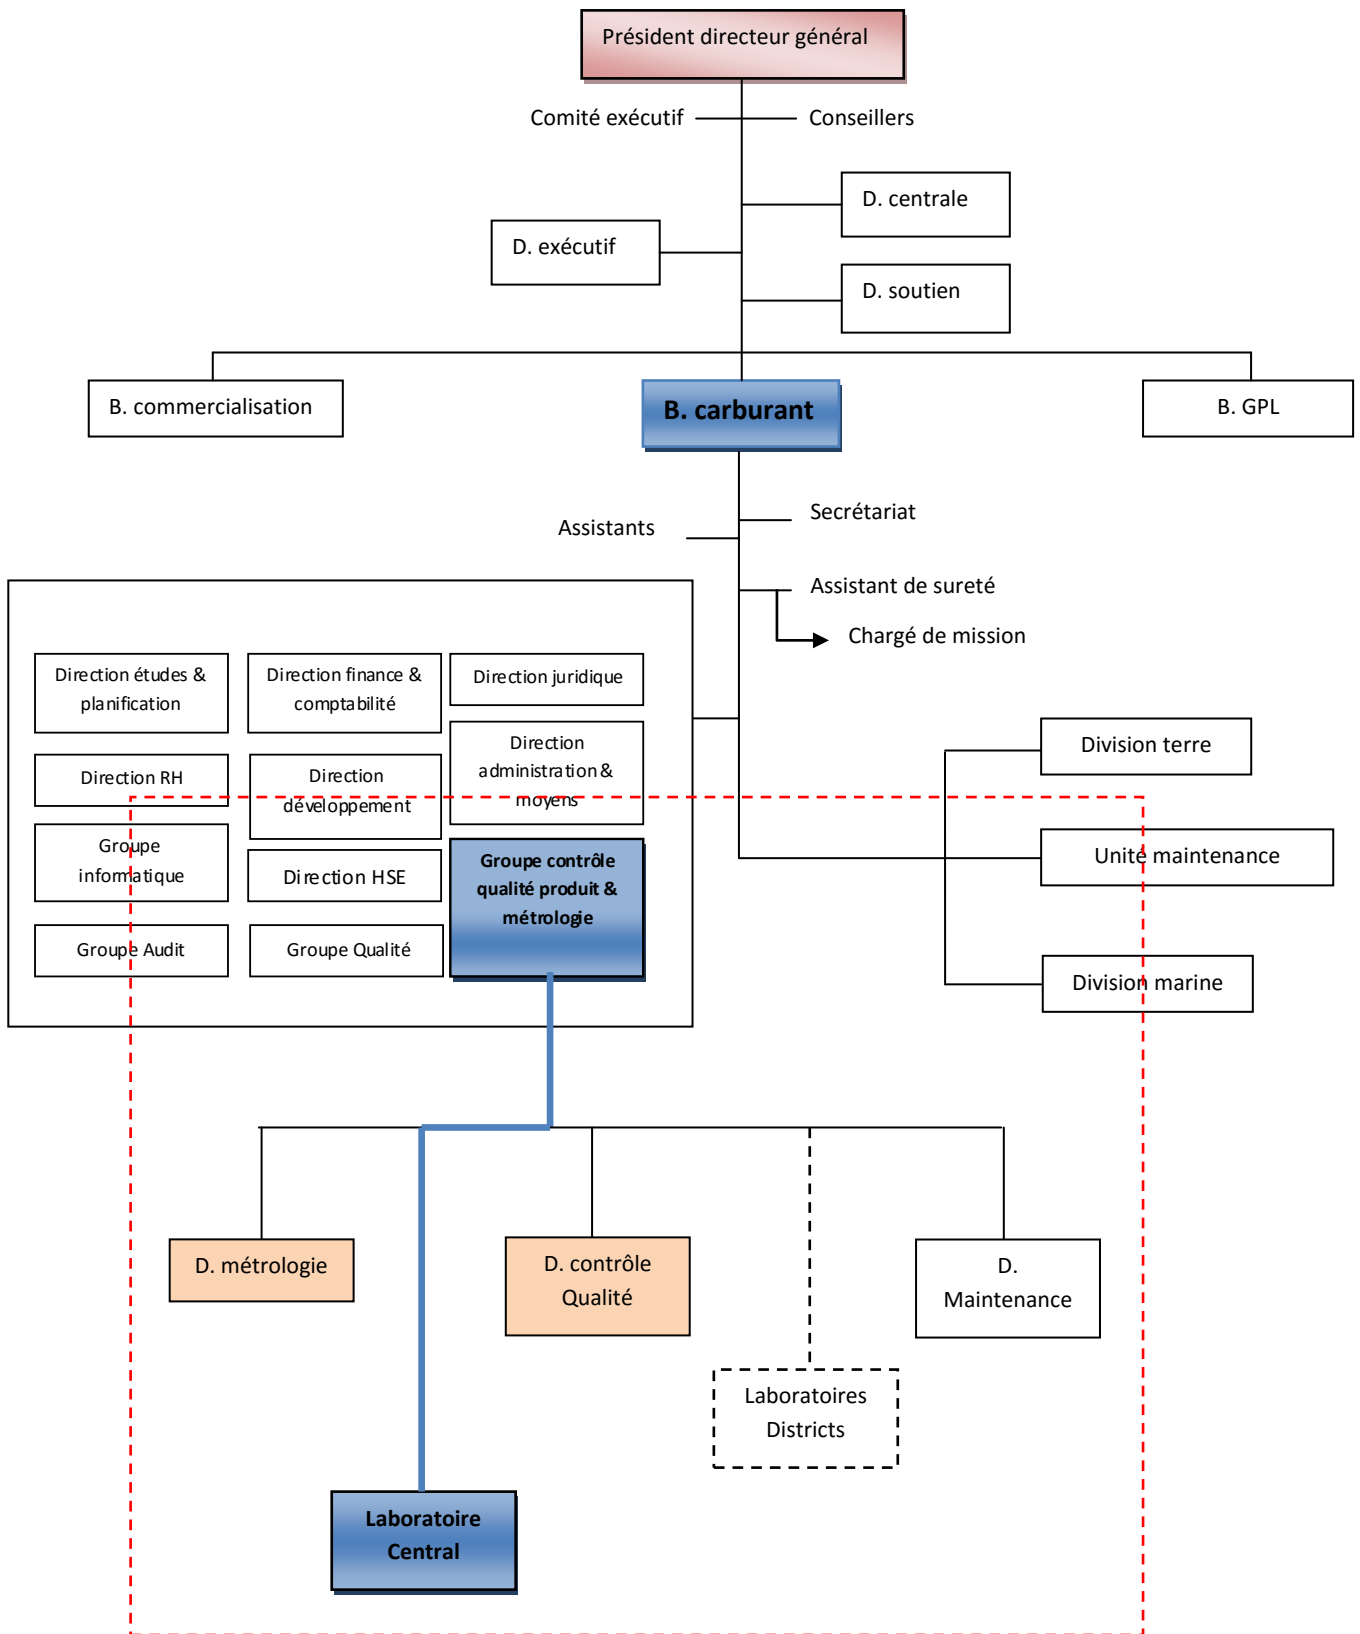 Président directeur général
Comité exécutif
Conseillers
D. centrale
D. exécutif
D. soutien
B. commercialisation
B. carburant
B. GPL
Secrétariat
Assistants
Assistant de sureté
Chargé de mission
Direction études &
planification
Direction finance &
comptabilité
Direction juridique
Direction RH
Direction
développement
Direction
administration &
moyens
Groupe
informatique
Direction HSE
Groupe contrôle
qualité produit &
métrologie
Groupe Audit
Groupe Qualité
Division terre
Unité maintenance
Division marine
D. métrologie
D. contrôle
Qualité
D.
Maintenance
Laboratoires
Districts
Laboratoire
Central